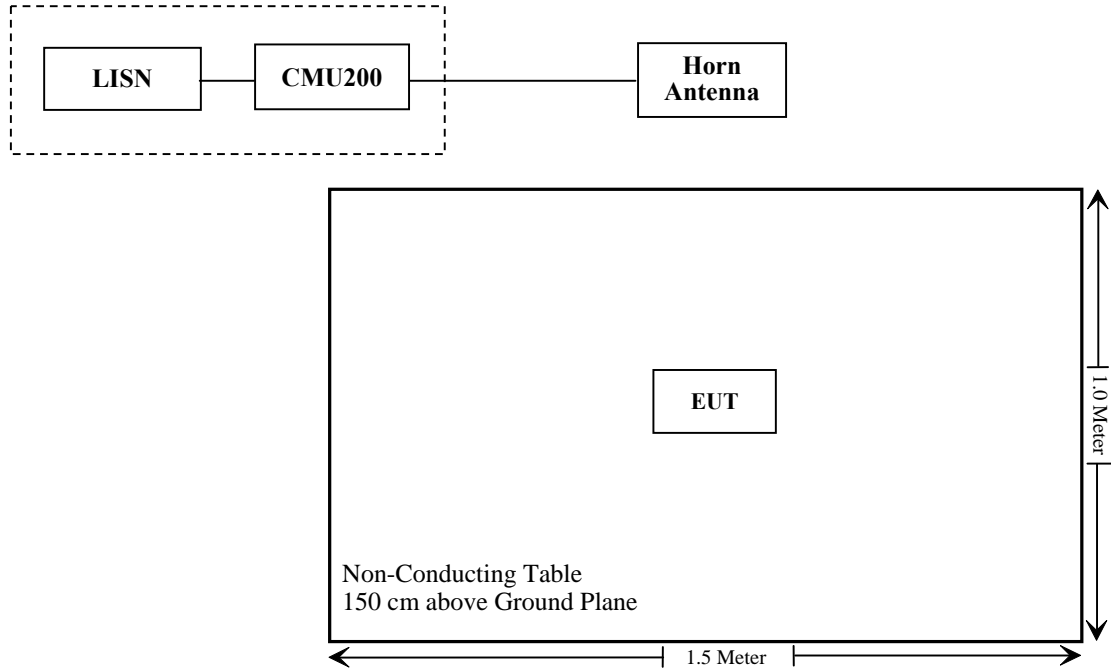 LISN
CMU200
Horn
Antenna
EUT
1.0 Meter
Non-Conducting Table
150 cm above Ground Plane
1.5 Meter